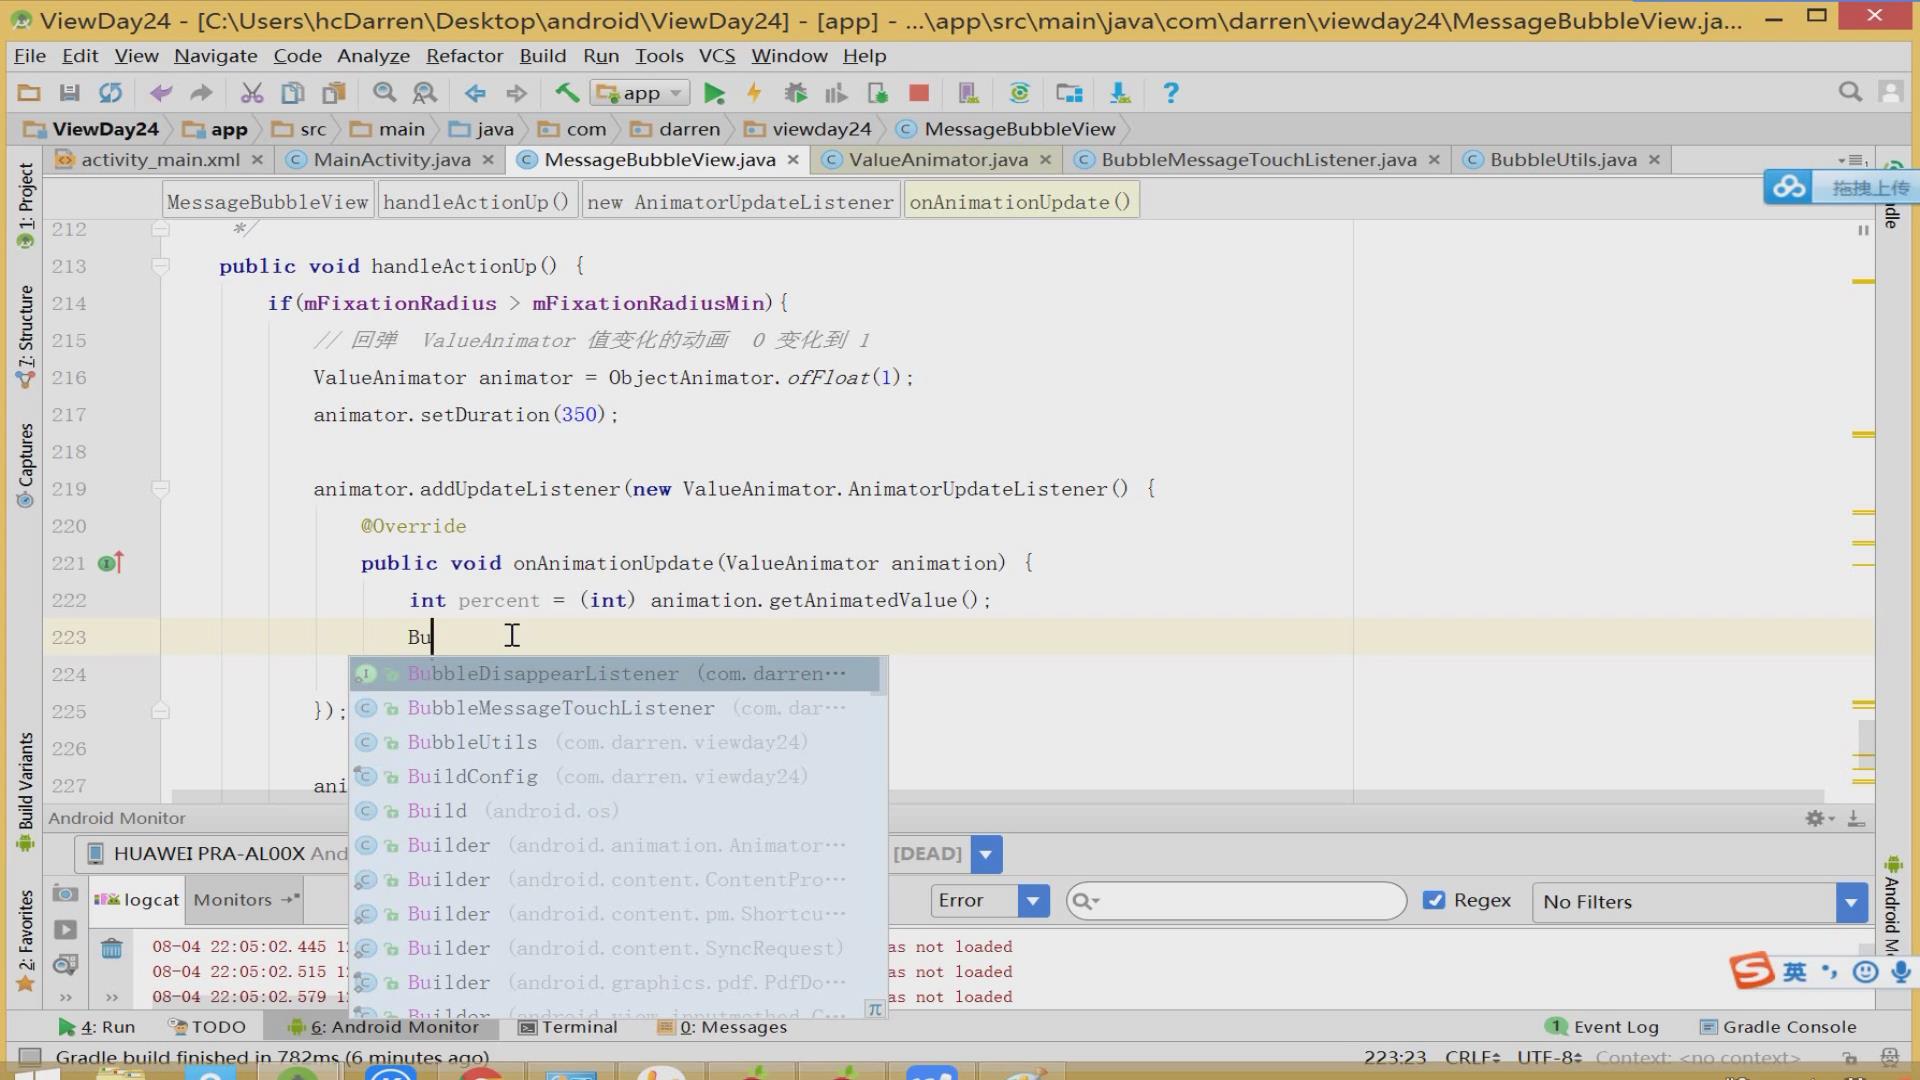 ViewDay24 - [C:\Users\hcDarren\Desktop\android\ViewDay24] - [app] - ...\app\src\main\java\com\darren\viewday24\MessageBubbleView.ja...
File Edit View Navigate Code Analyze Refactor Build Run Tools VCS Window Help
app
ViewDay24 app src main java com darren viewday24 MessageBubbleView
activity_main.xml MainActivity.java MessageBubbleView.java ValueAnimator.java BubbleMessageTouchListener.java BubbleUtils.java
拖拽上传
MessageBubbleView handleActionUp() new AnimatorUpdateListener onAnimationUpdate()
1: Project
7: Structure
Captures
Build Variants
2: Favorites
212 */
213 public void handleActionUp() {
214 if(mFixationRadius > mFixationRadiusMin){
215 // 回弹 ValueAnimator 值变化的动画 0 变化到 1
216 ValueAnimator animator = ObjectAnimator.ofFloat(1);
217 animator.setDuration(350);
218
219 animator.addUpdateListener(new ValueAnimator.AnimatorUpdateListener() {
220 @Override
221 public void onAnimationUpdate(ValueAnimator animation) {
222 int percent = (int) animation.getAnimatedValue();
223 Bu
224
225 });
226
227 ani
BubbleDisappearListener (com.darren...
BubbleMessageTouchListener (com.dar...
BubbleUtils (com.darren.viewday24)
BuildConfig (com.darren.viewday24)
Build (android.os)
Builder (android.animation.Animator...
Builder (android.content.ContentPro...
Builder (android.content.pm.Shortcu...
Builder (android.content.SyncRequest)
Builder (android.graphics.pdf.PdfDo...
Builder (android.view.inputmethod.C...
π
Android Monitor
HUAWEI PRA-AL00X And [DEAD]
logcat Monitors Error Regex No Filters
08-04 22:05:02.445 1 as not loaded
08-04 22:05:02.515 1 as not loaded
08-04 22:05:02.579 1 as not loaded
英
4: Run TODO 6: Android Monitor Terminal 0: Messages 1 Event Log Gradle Console
Gradle build finished in 782ms (6 minutes ago) 223:23 CRLF UTF-8 Context: <no context>